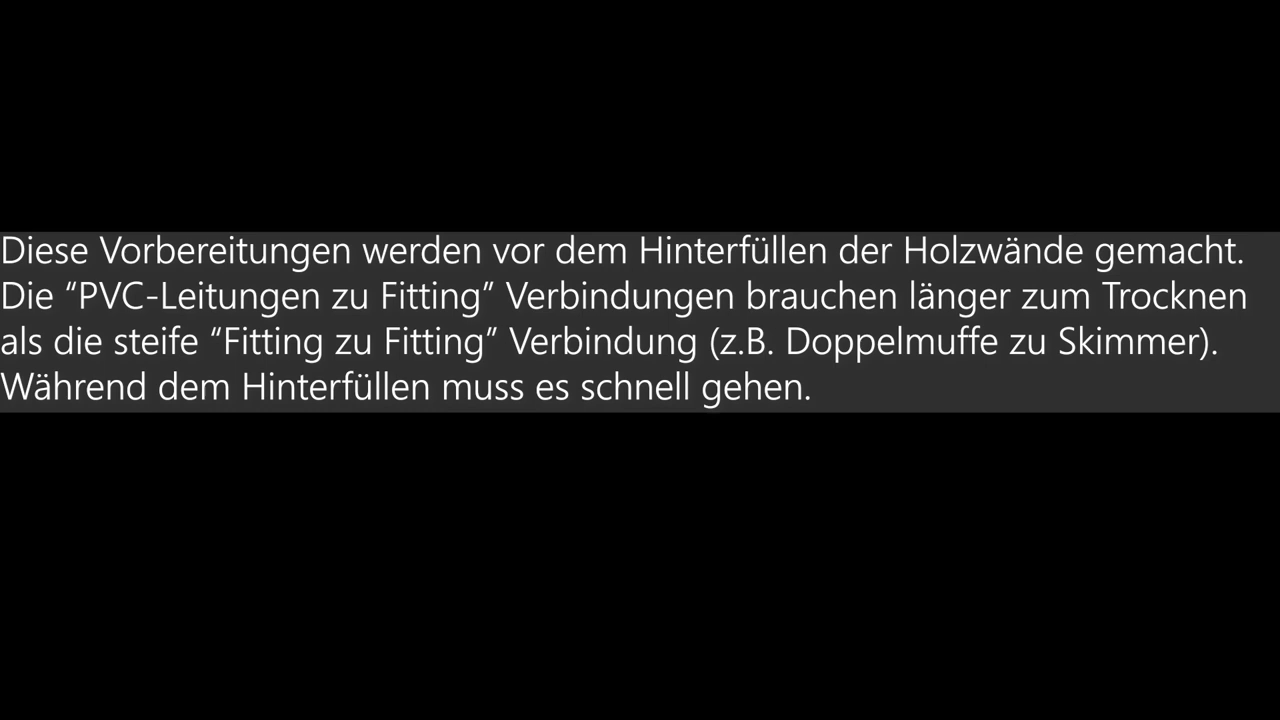 Diese Vorbereitungen werden vor dem Hinterfüllen der Holzwände gemacht.
Die “PVC-Leitungen zu Fitting” Verbindungen brauchen länger zum Trocknen
als die steife “Fitting zu Fitting” Verbindung (z.B. Doppelmuffe zu Skimmer).
Während dem Hinterfüllen muss es schnell gehen.